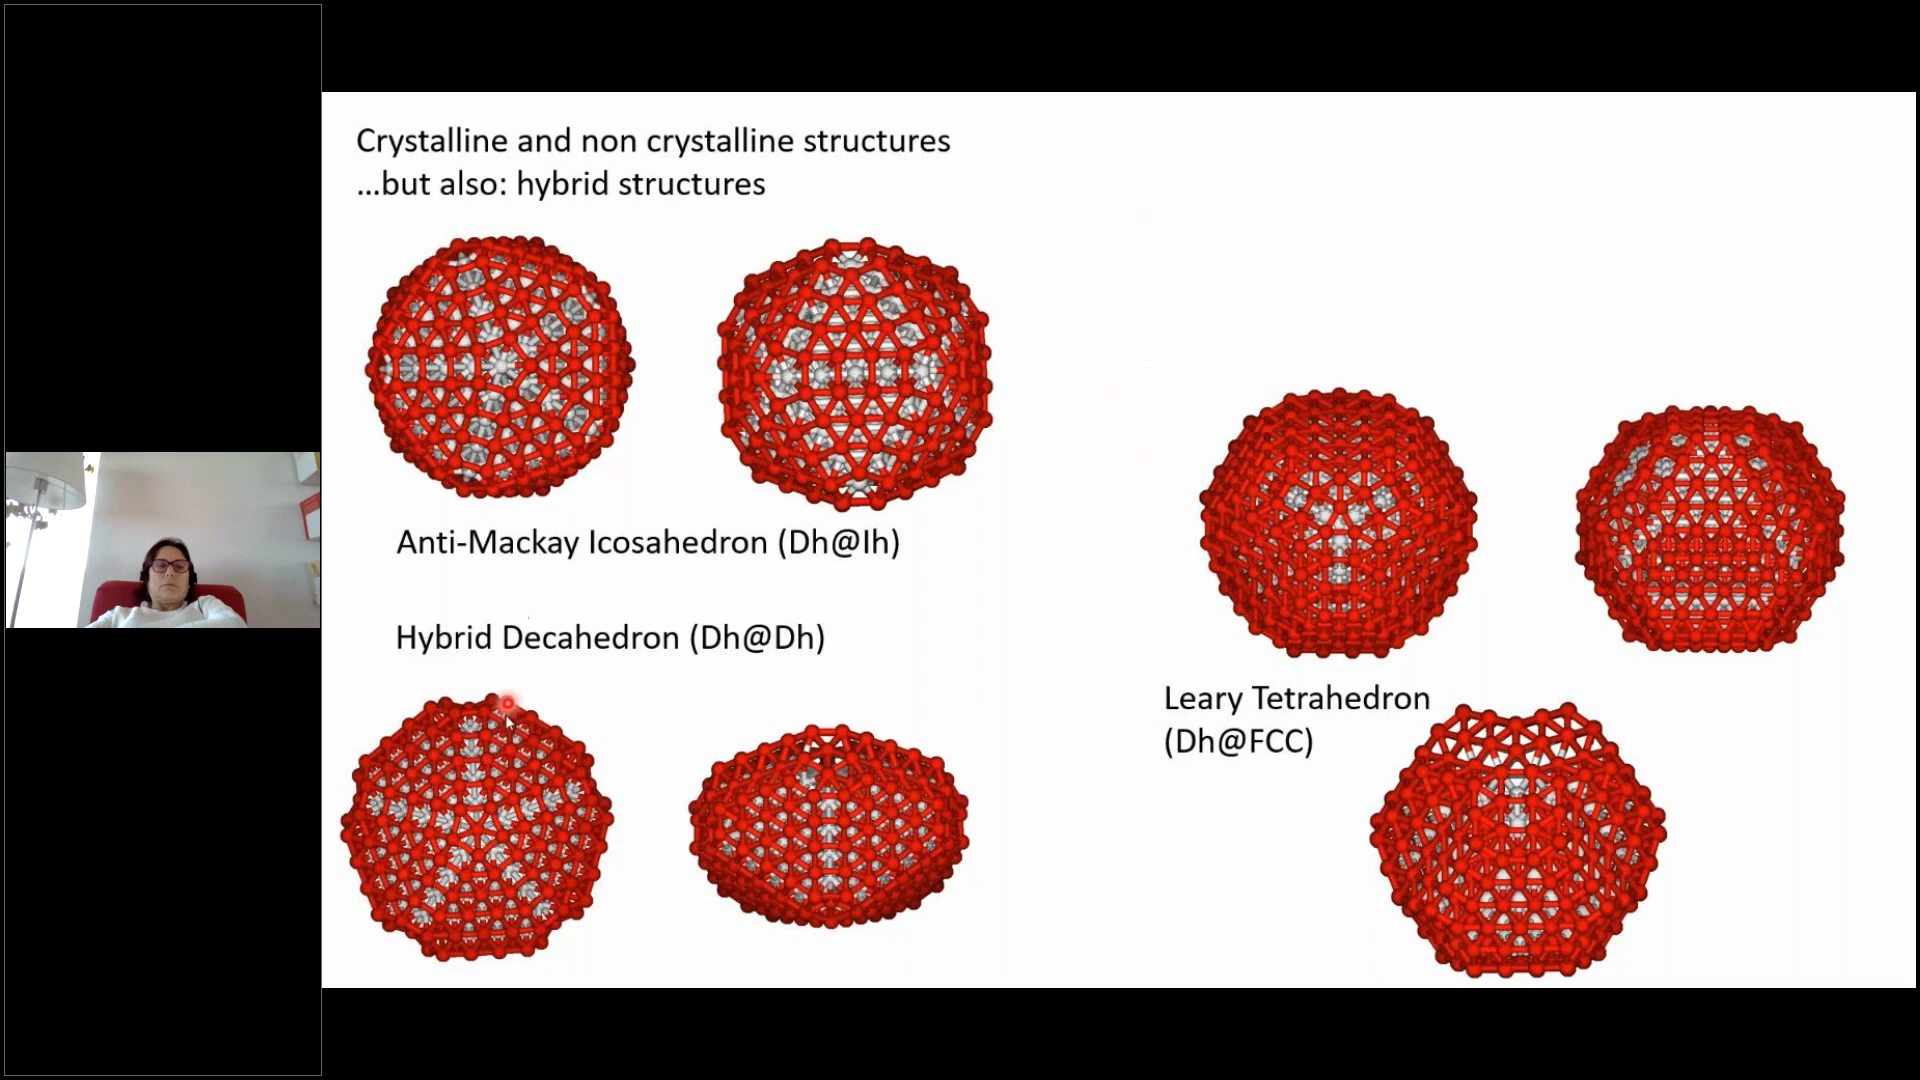 Crystalline and non crystalline structures
...but also: hybrid structures
Anti-Mackay Icosahedron (Dh@Ih)
Hybrid Decahedron (Dh@Dh)
Leary Tetrahedron
(Dh@FCC)